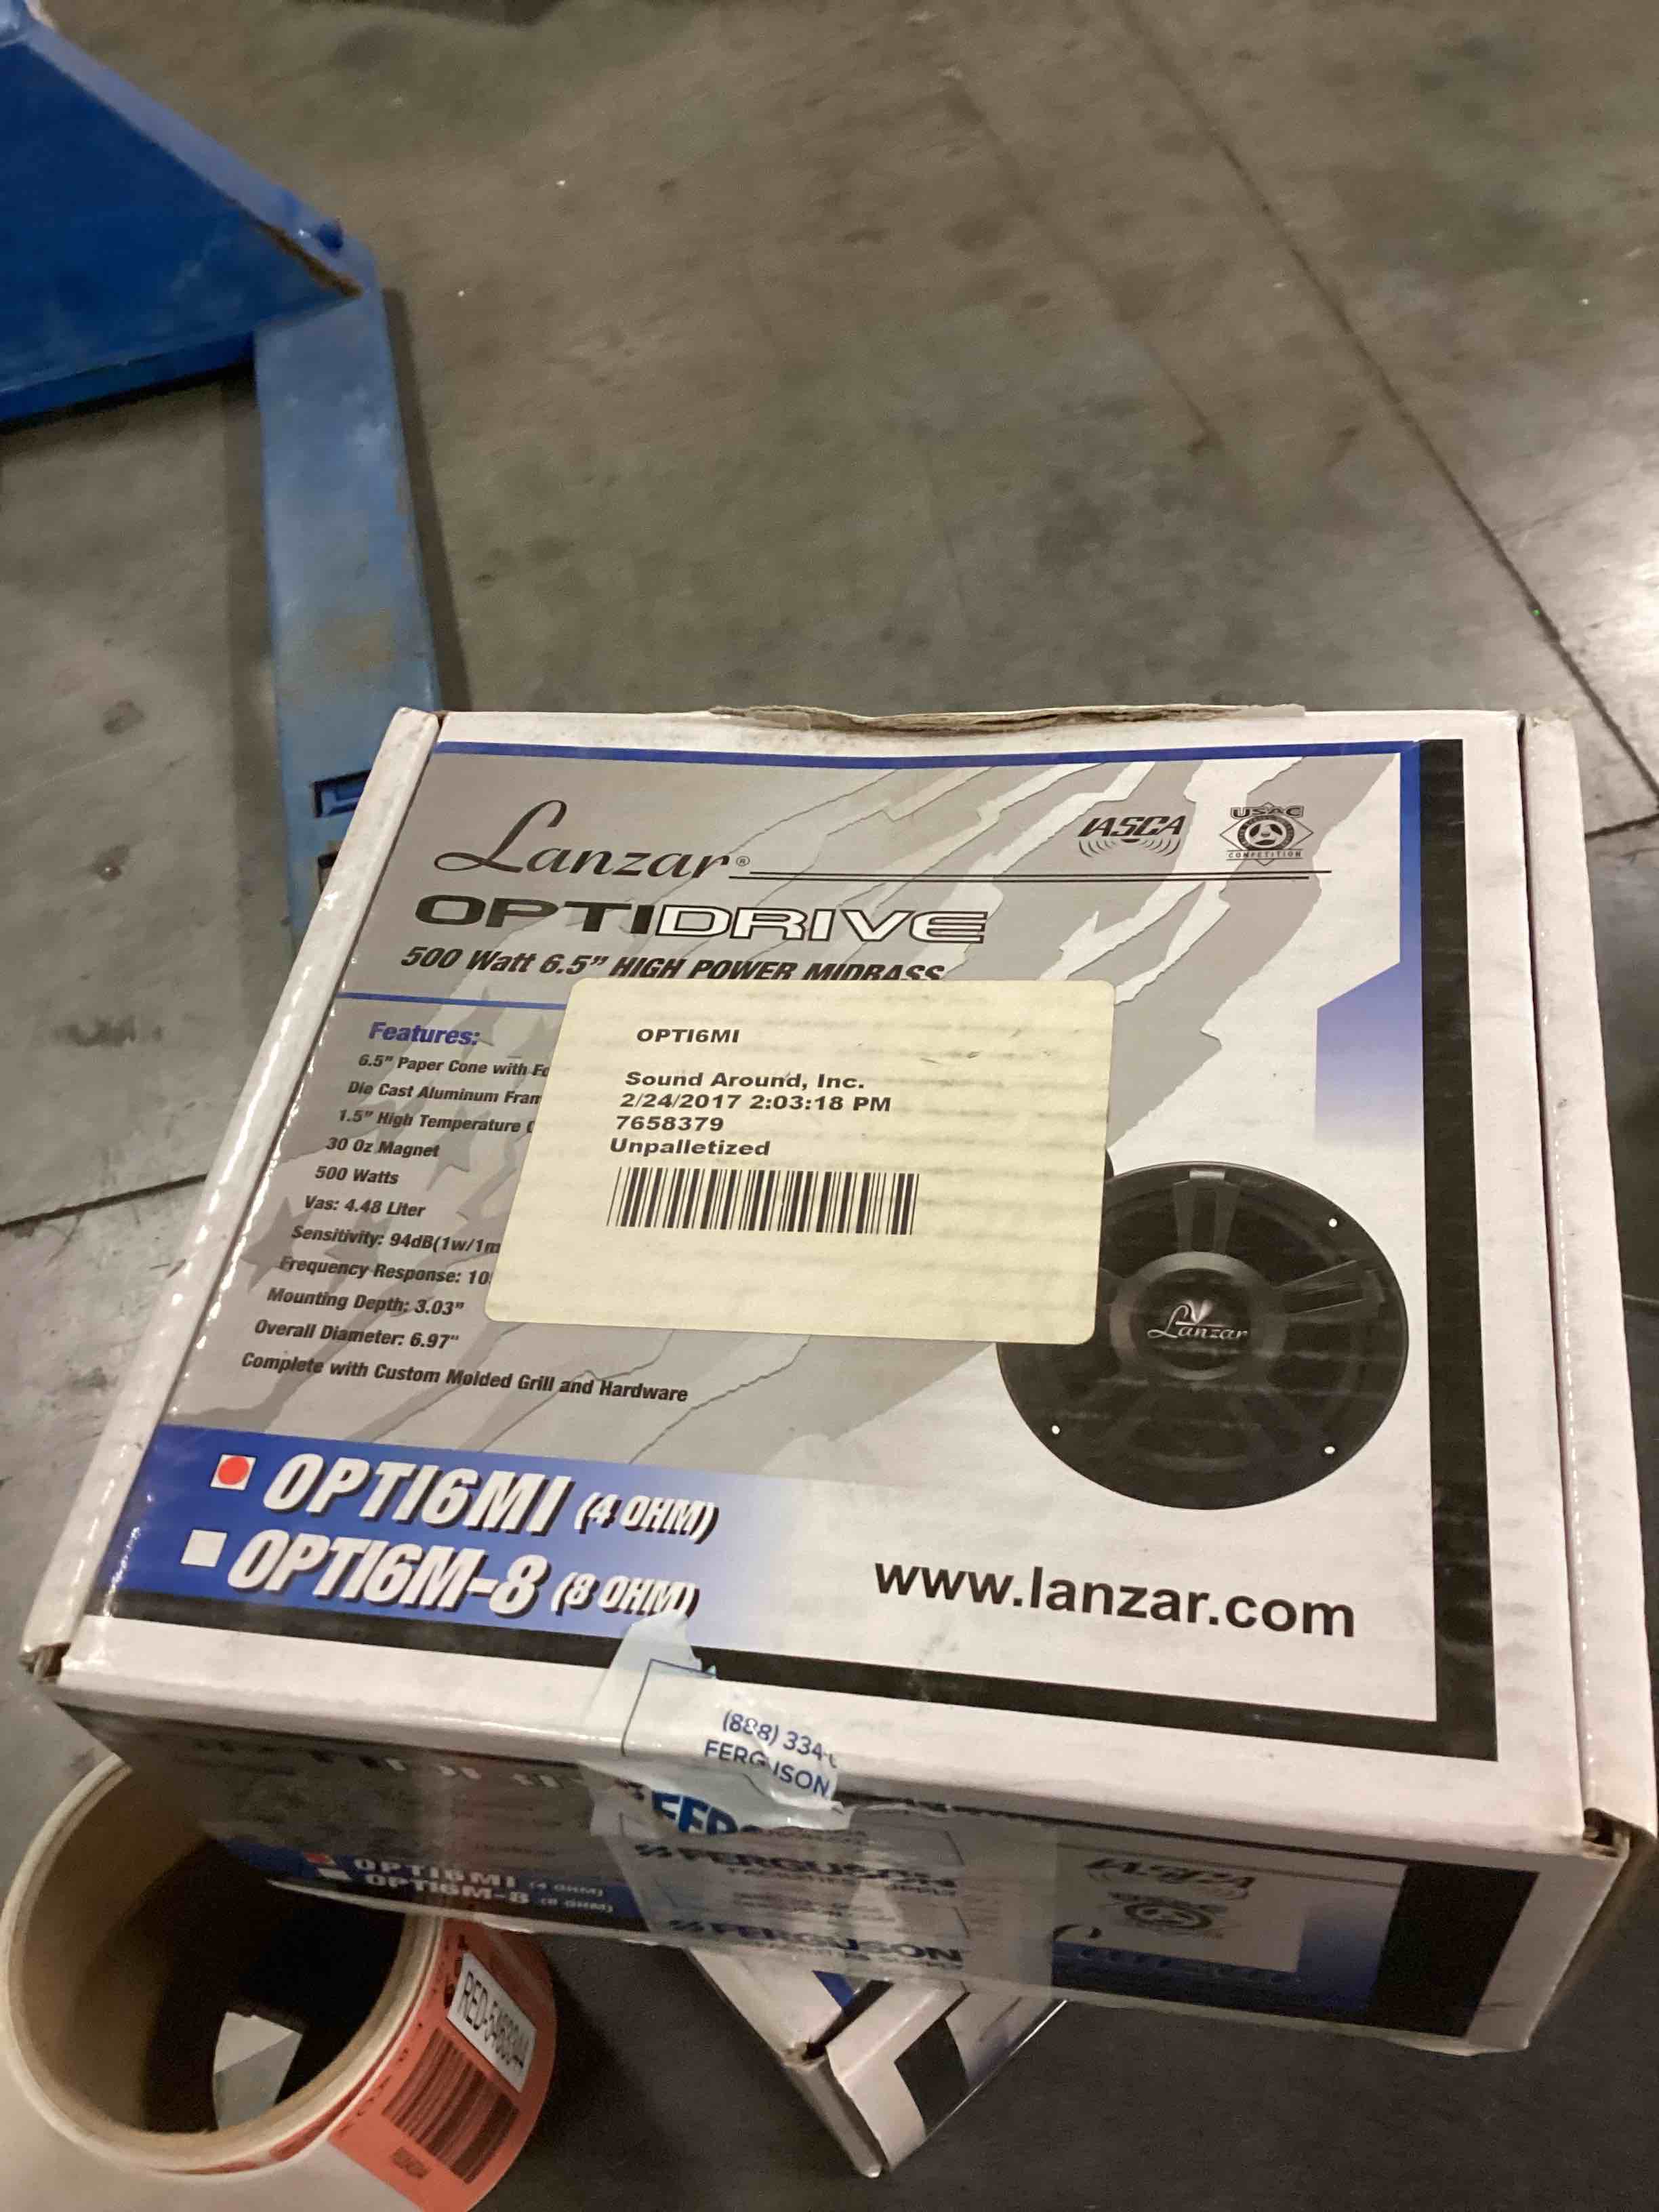 Lanzar®
IASCA
USAC
COMPETITION
OPTIDRIVE
500 Watt 6.5" HIGH POWER MIDBASS
Features:
6.5" Paper Cone with
Die Cast Aluminum
1.5" High Temperature
30 Oz Magnet
500 Watts
Vas: 4.48 Liter
Sensitivity: 94dB(1w/1m
Frequency Response:
Mounting Depth: 3.03"
Overall Diameter: 6.97"
Complete with Custom Molded Grill and Hardware
OPTI6MI
Sound Around, Inc.
2/24/2017 2:03:18 PM
7658379
Unpalletized
Lanzar
OPTI6MI (4 OHM)
OPTI6M-8 (8 OHM)
www.lanzar.com
(888) 334-
FERGUSON
OPTI6MI (4 OHM)
OPTI6M-8 (8 OHM)
FERGUSON
FERGUSON
IASCA